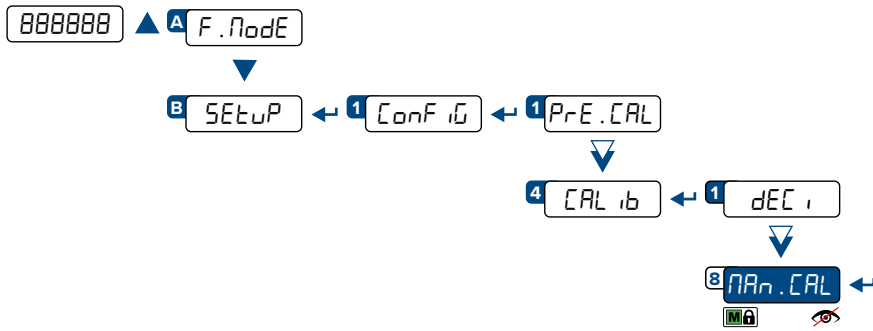 888888 A F.ModE
B SEtuP 1 ConFiG 1 PrE.CAL
4 CALib 1 dECi
8 MAn.CAL
M